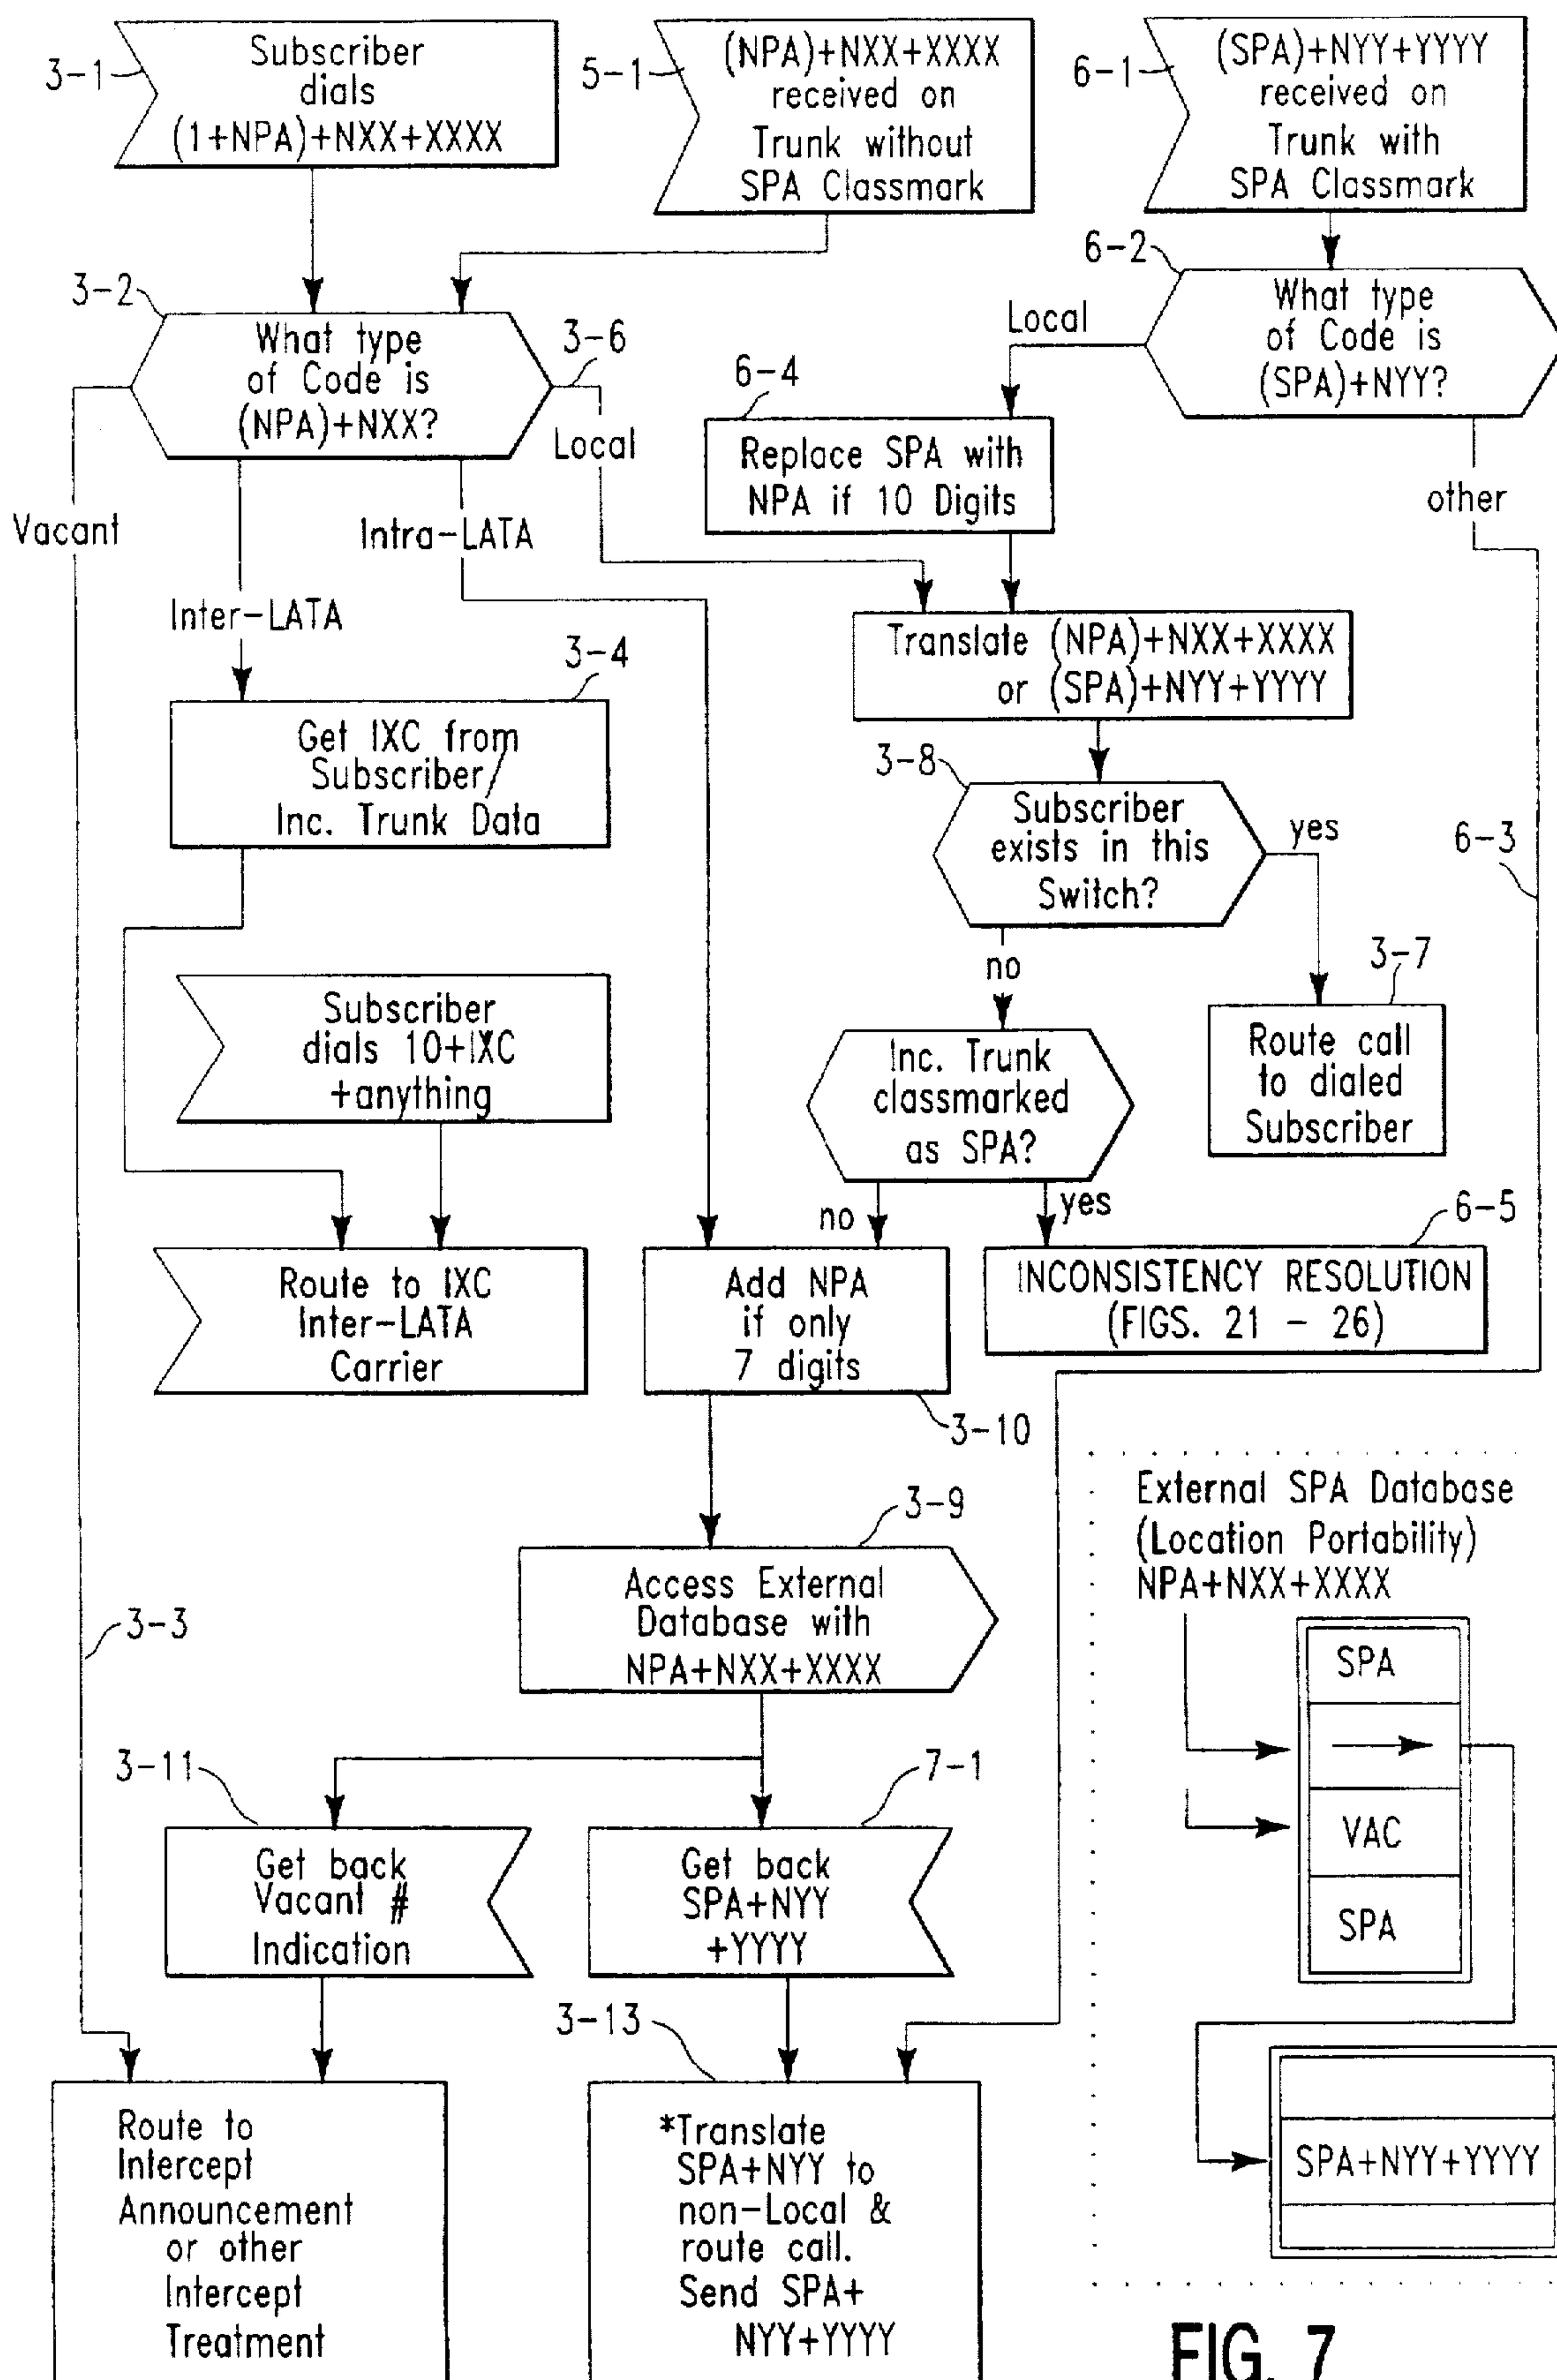 3-1
Subscriber
dials
(1+NPA)+NXX+XXXX
5-1
(NPA)+NXX+XXXX
received on
Trunk without
SPA Classmark
6-1
(SPA)+NYY+YYYY
received on
Trunk with
SPA Classmark
3-2
What type
of Code is
(NPA)+NXX?
3-6
Local
6-2
What type
of Code is
(SPA)+NYY?
Local
6-4
Replace SPA with
NPA if 10 Digits
other
Vacant
Intra-LATA
Inter-LATA
Translate (NPA)+NXX+XXXX
or (SPA)+NYY+YYYY
3-4
Get IXC from
Subscriber/
Inc. Trunk Data
3-8
Subscriber
exists in this
Switch?
yes
6-3
no
3-7
Route call
to dialed
Subscriber
Subscriber
dials 10+IXC
+anything
Inc. Trunk
classmarked
as SPA?
no
yes
6-5
Route to IXC
Inter-LATA
Carrier
Add NPA
if only
7 digits
INCONSISTENCY RESOLUTION
(FIGS. 21 - 26)
3-10
3-9
Access External
Database with
NPA+NXX+XXXX
External SPA Database
(Location Portability)
NPA+NXX+XXXX
SPA
VAC
SPA
SPA+NYY+YYYY
3-3
3-11
Get back
Vacant #
Indication
7-1
Get back
SPA+NYY
+YYYY
3-13
Route to
Intercept
Announcement
or other
Intercept
Treatment
*Translate
SPA+NYY to
non-Local &
route call.
Send SPA+
NYY+YYYY
FIG. 7